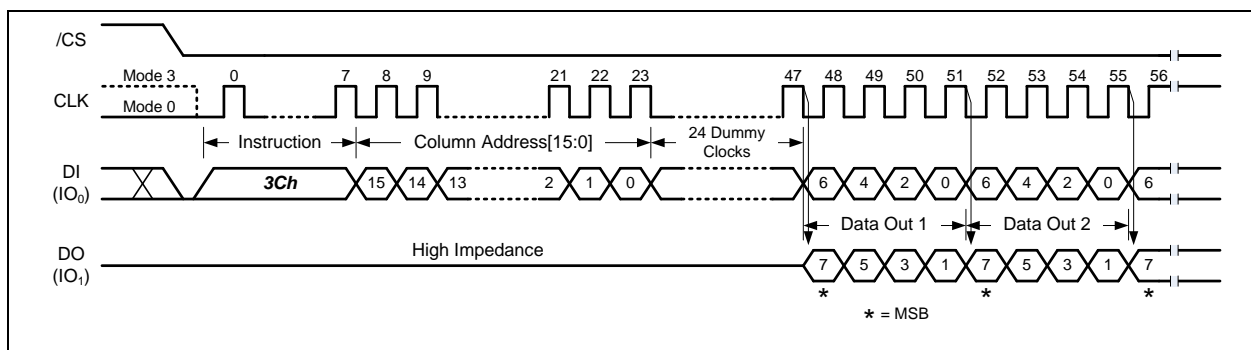 /CS
Mode 3 0 7 8 9 21 22 23 47 48 49 50 51 52 53 54 55 56
CLK
Mode 0
Instruction Column Address[15:0] 24 Dummy
Clocks
DI
(IO₀) 3Ch 15 14 13 2 1 0 6 4 2 0 6 4 2 0 6
Data Out 1 Data Out 2
High Impedance
DO
(IO₁) 7 5 3 1 7 5 3 1 7
* * *
* = MSB